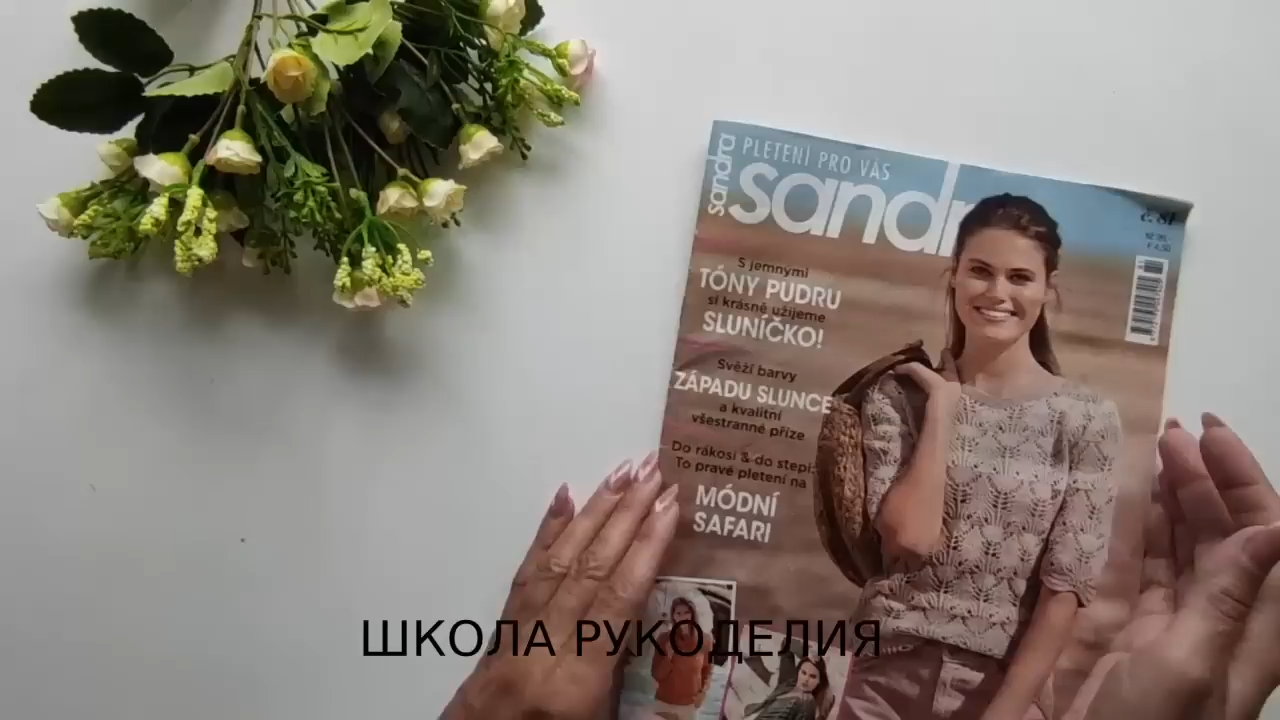 PLETENÍ PRO VÁS
sandra
sandr
č. 81
S jemnými
TÓNY PUDRU
si krásně užijeme
SLUNÍČKO!
Svěží barvy
ZÁPADU SLUNCE
a kvalitní
všestranné příze
Do rákosí & do stepi:
To pravé pletení na
MÓDNÍ
SAFARI
ШКОЛА РУКОДЕЛИЯ